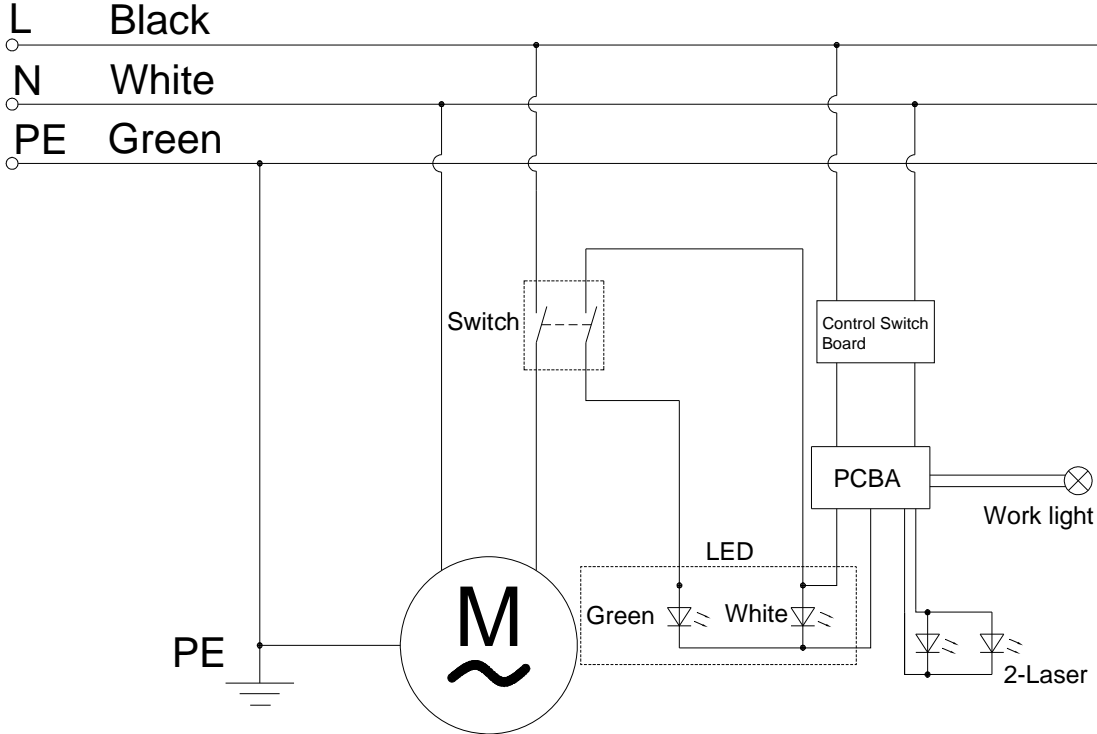 L Black
N White
PE Green
Switch
Control Switch
Board
PCBA
Work light
LED
Green White
M
PE
2-Laser